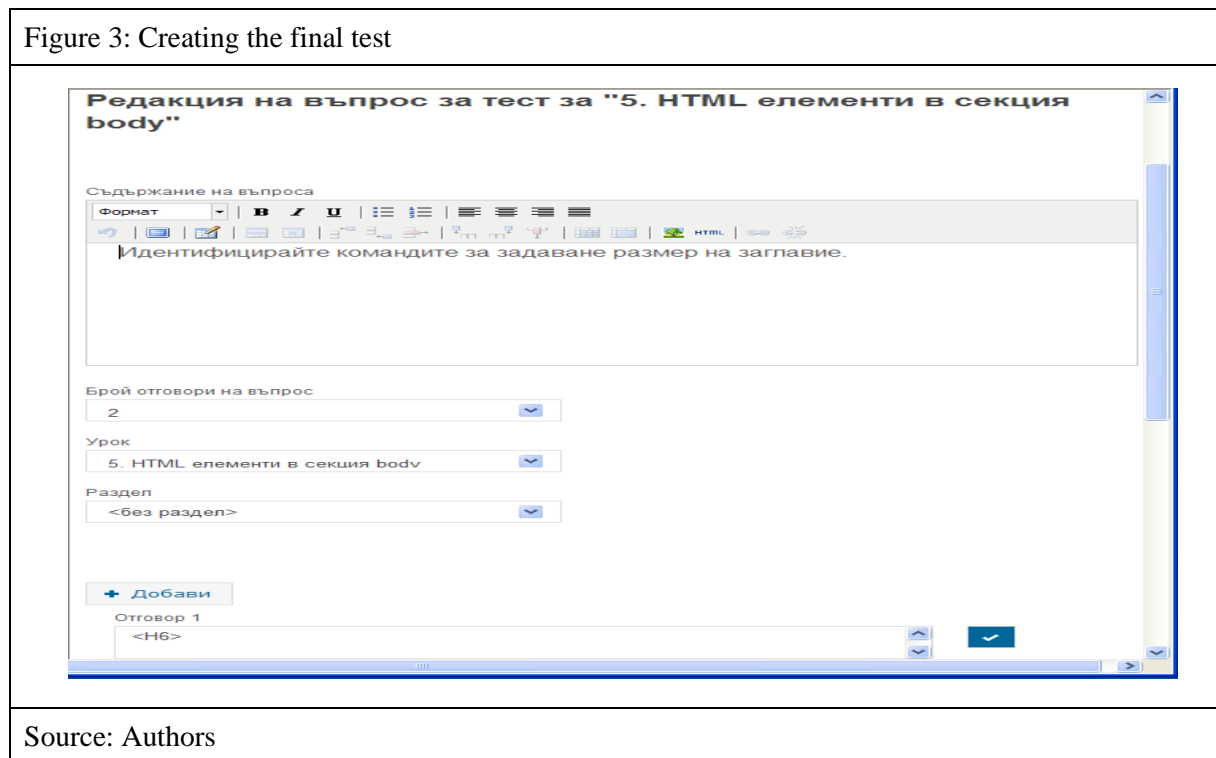 Figure 3: Creating the final test
Редакция на въпрос за тест за "5. HTML елементи в секция
body"
Съдържание на въпроса
Формат B I U
HTML
Идентифицирайте командите за задаване размер на заглавие.
Брой отговори на въпрос
2
Урок
5. HTML елементи в секция body
Раздел
<без раздел>
+ Добави
Отговор 1
<H6>
Source: Authors